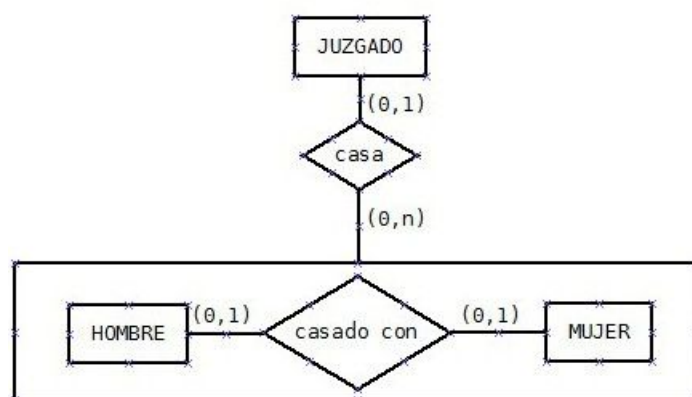 JUZGADO
(0,1)
casa
(0,n)
HOMBRE (0,1) casado con (0,1) MUJER